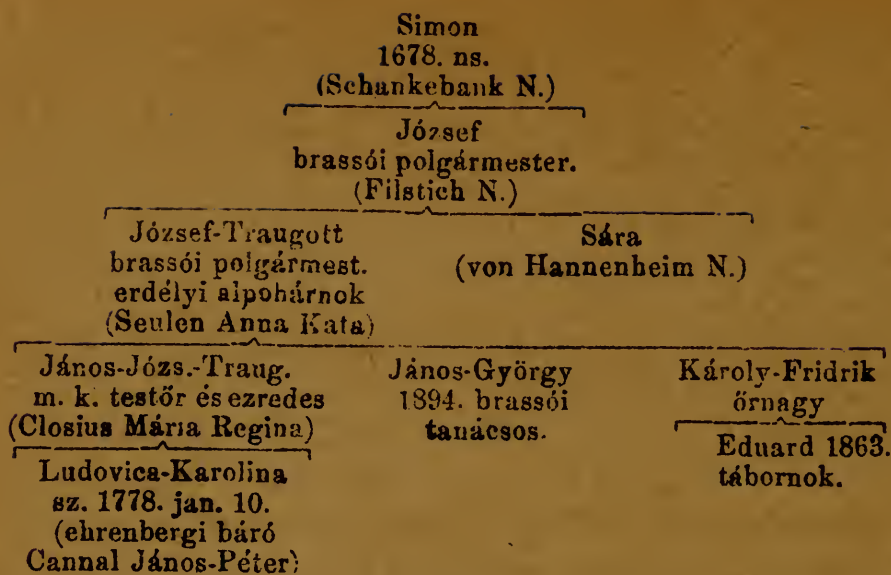 Simon
1678. ns.
(Schankebank N.)
József
brassói polgármester.
(Filstich N.)
József-Traugott
brassói polgármest.
erdélyi alpohárnok
(Seulen Anna Kata)
Sára
(von Hannenheim N.)
János-Józs.-Traug.
m. k. testőr és ezredes
(Closius Mária Regina)
János-György
1894. brassói
tanácsos.
Károly-Fridrik
őrnagy
Ludovica-Karolina
sz. 1778. jan. 10.
(ehrenbergi báró
Cannal János-Péter)
Eduard 1863.
tábornok.